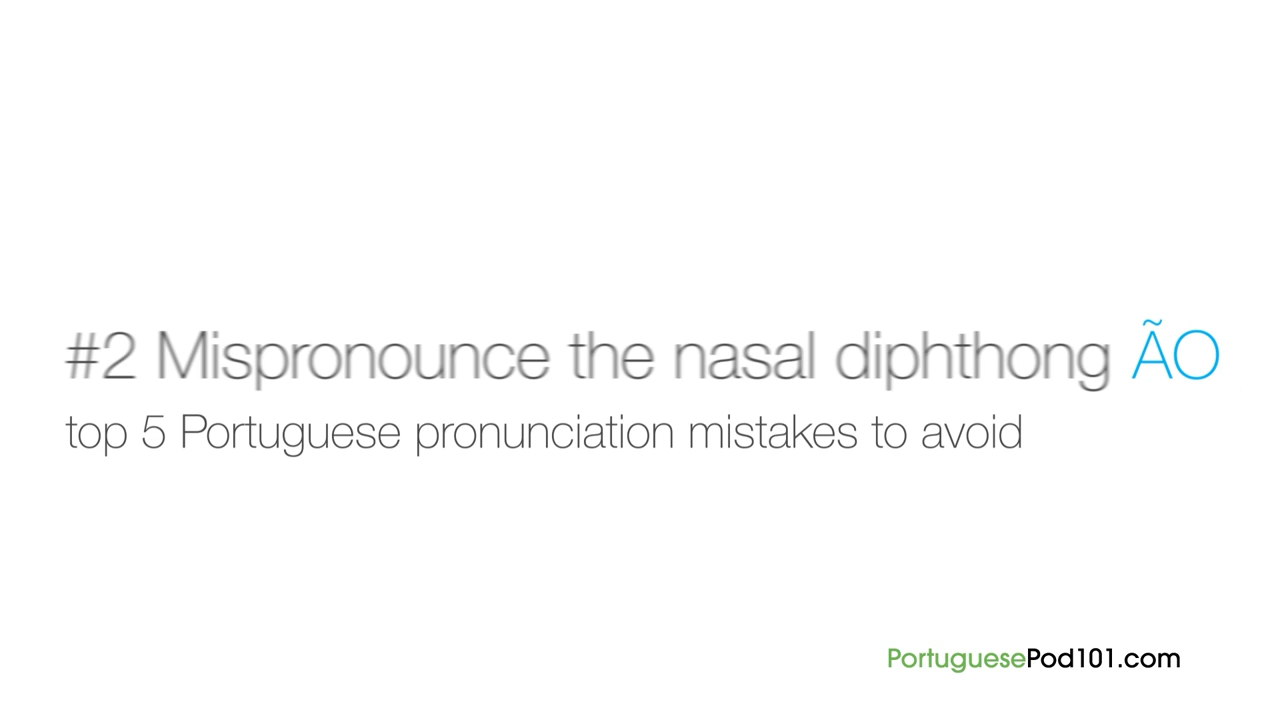 #2 Mispronounce the nasal diphthong ÃO
top 5 Portuguese pronunciation mistakes to avoid
PortuguesePod101.com